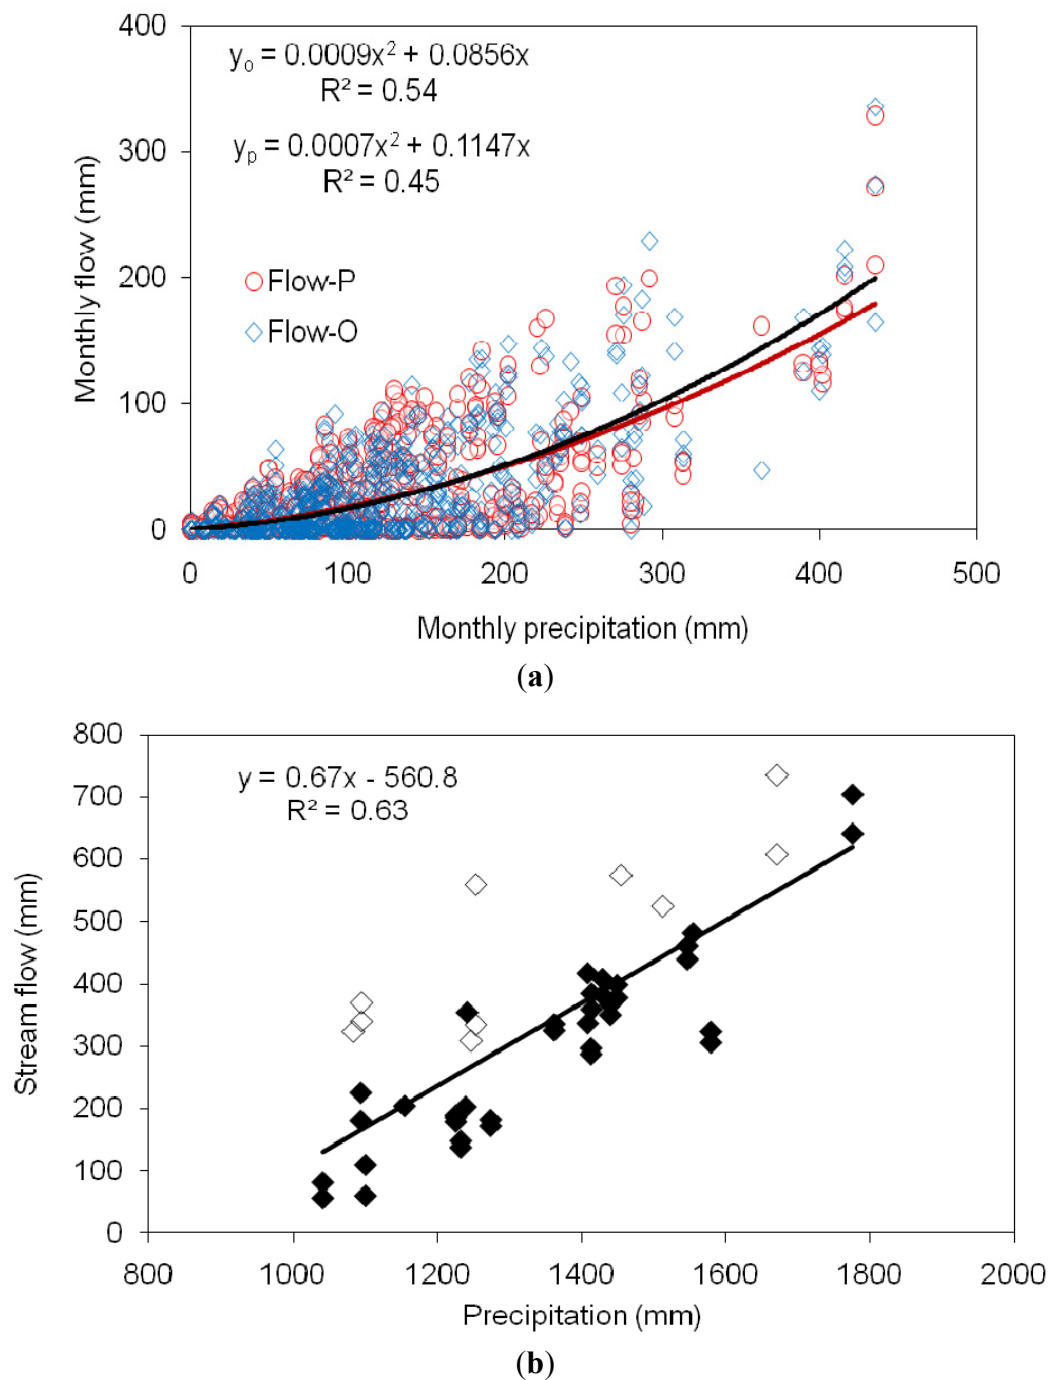 400
300
200
100
0
Monthly flow (mm)
yₒ = 0.0009x² + 0.0856x
R² = 0.54
yₚ = 0.0007x² + 0.1147x
R² = 0.45
Flow-P
Flow-O
0 100 200 300 400 500
Monthly precipitation (mm)
(a)
800
700
600
500
400
300
200
100
0
Stream flow (mm)
y = 0.67x - 560.8
R² = 0.63
800 1000 1200 1400 1600 1800 2000
Precipitation (mm)
(b)